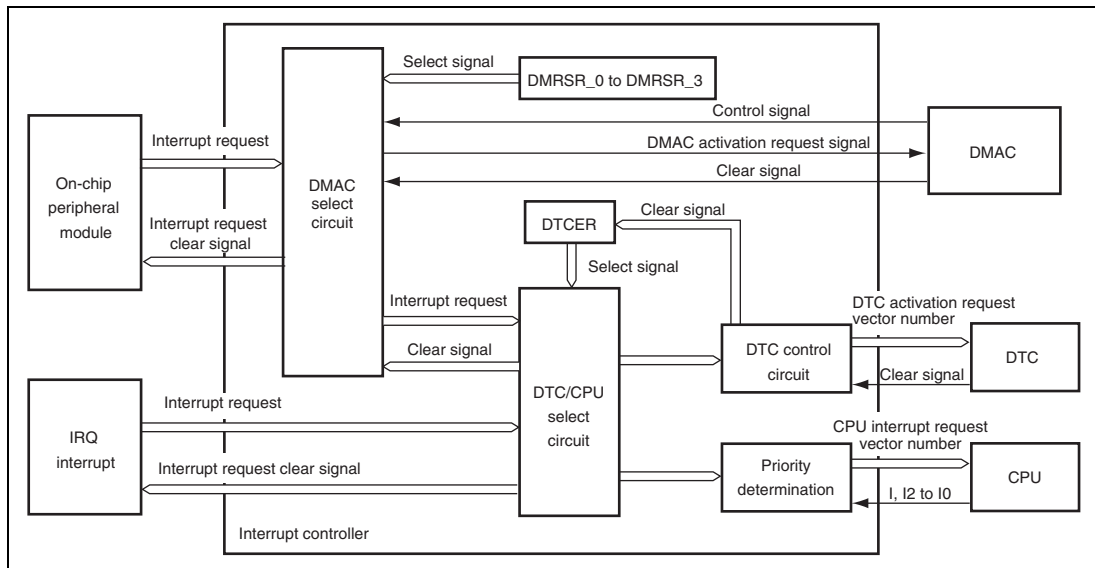 Select signal
DMRSR_0 to DMRSR_3
Control signal
Interrupt request
DMAC activation request signal
DMAC
Clear signal
On-chip
peripheral
module
DMAC
select
circuit
Interrupt request
clear signal
DTCER
Clear signal
Select signal
Interrupt request
DTC activation request
vector number
Clear signal
DTC control
circuit
DTC
Clear signal
DTC/CPU
select
circuit
Interrupt request
IRQ
interrupt
CPU interrupt request
vector number
Interrupt request clear signal
Priority
determination
CPU
I, I2 to I0
Interrupt controller